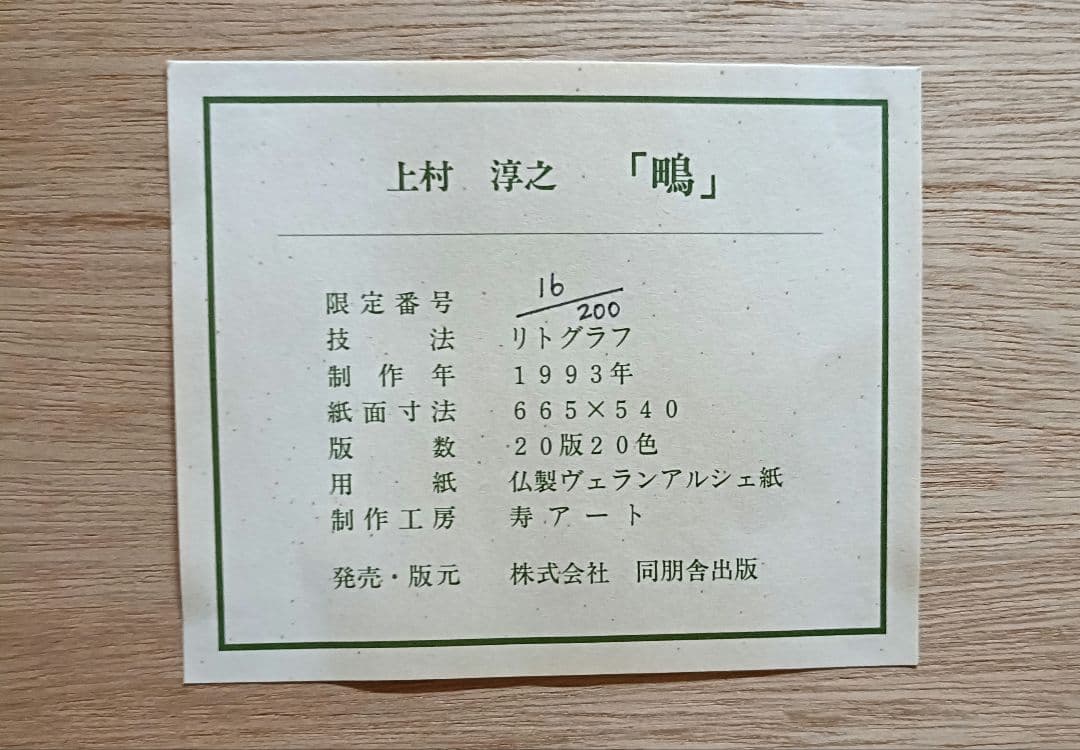 上村 淳之 「鴫」
限定番号 16/200
技法 リトグラフ
制作年 1993年
紙面寸法 665×540
版数 20版20色
用紙 仏製ヴェランアルシェ紙
制作工房 寿アート
発売・版元 株式会社 同朋舎出版